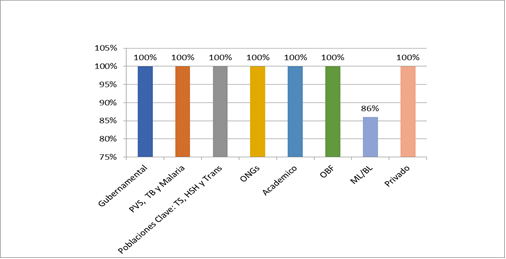 105%
100%
95%
90%
85%
80%
75%
100% 100% 100% 100% 100% 100% 86% 100%
Gubernamental
PVS, TB y Malaria
Poblaciones Clave: TS, HSH y Trans
ONGs
Academico
OBF
ML/BL
Privado